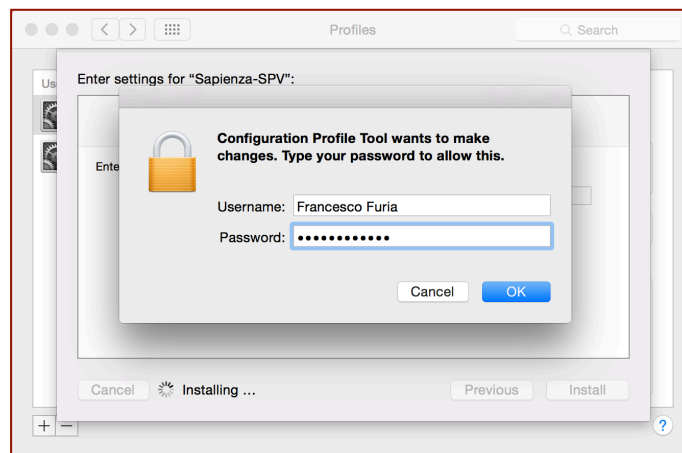 Profiles
Search
Enter settings for “Sapienza-SPV”:
Configuration Profile Tool wants to make
changes. Type your password to allow this.
Username: Francesco Furia
Password: ••••••••••••
Cancel OK
Cancel Installing ... Previous Install
+ − ?